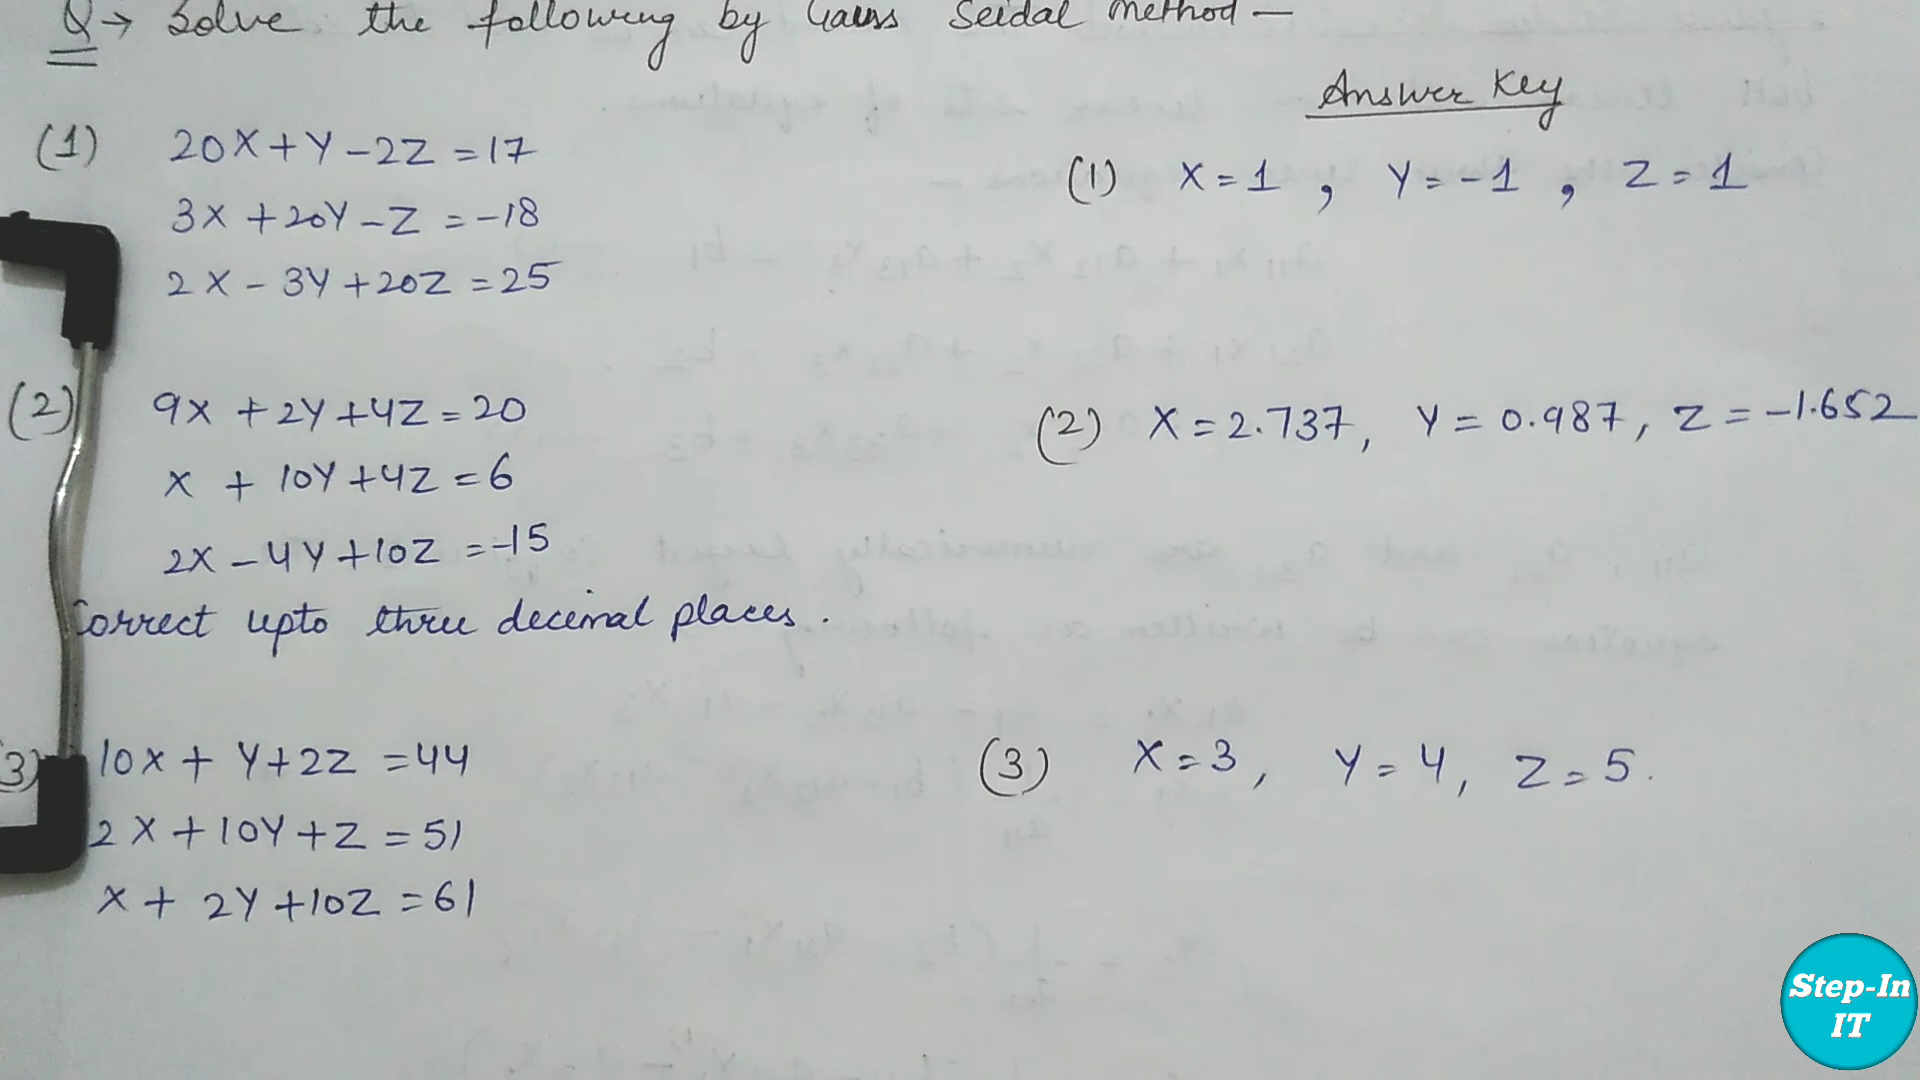 Q→ Solve the following by Gauss Seidal Method —
Answer Key
(1) 20X + Y - 2Z = 17
3X + 20Y - Z = -18
2X - 3Y + 20Z = 25
(1) X = 1 , Y = -1 , Z = 1
(2) 9X + 2Y + 4Z = 20
X + 10Y + 4Z = 6
2X - 4Y + 10Z = -15
Correct upto three decimal places.
(2) X = 2.737, Y = 0.987, Z = -1.652
(3) 10X + Y + 2Z = 44
2X + 10Y + Z = 51
X + 2Y + 10Z = 61
(3) X = 3, Y = 4, Z = 5.
Step-In
IT